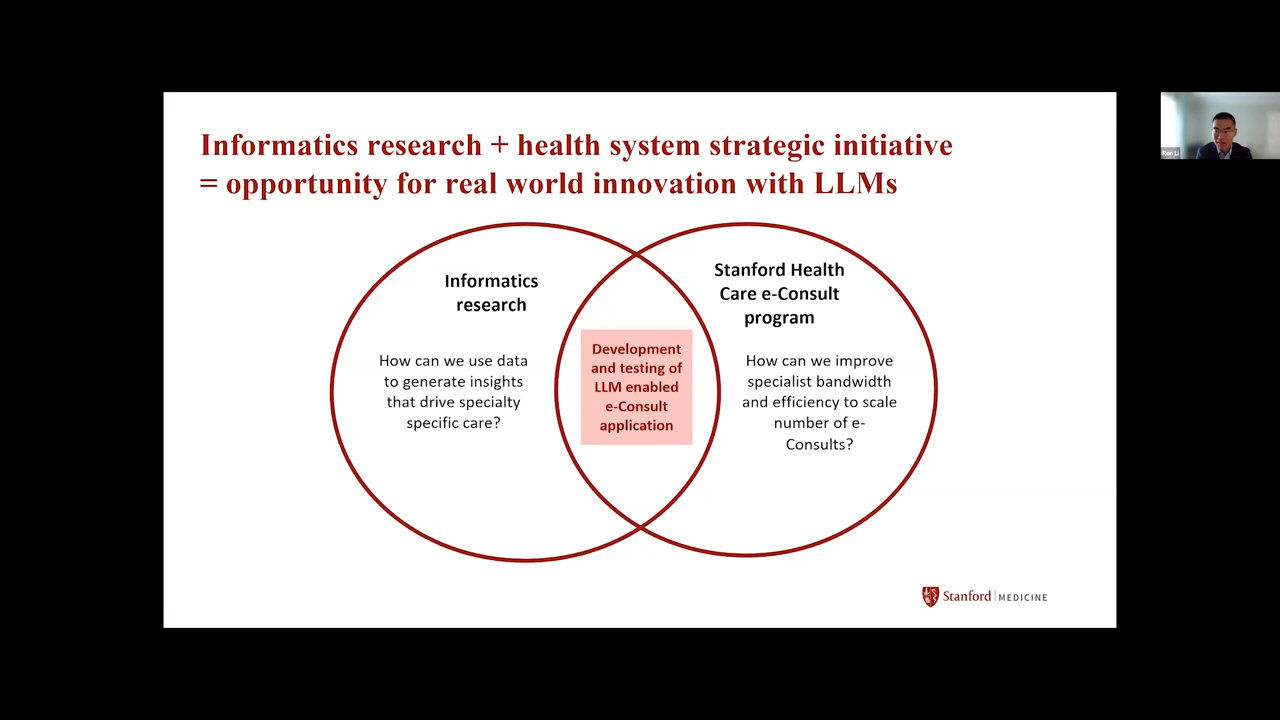 Informatics research + health system strategic initiative
= opportunity for real world innovation with LLMs
Informatics
research
How can we use data
to generate insights
that drive specialty
specific care?
Development
and testing of
LLM enabled
e-Consult
application
Stanford Health
Care e-Consult
program
How can we improve
specialist bandwidth
and efficiency to scale
number of e-
Consults?
Stanford | MEDICINE
Ron Li